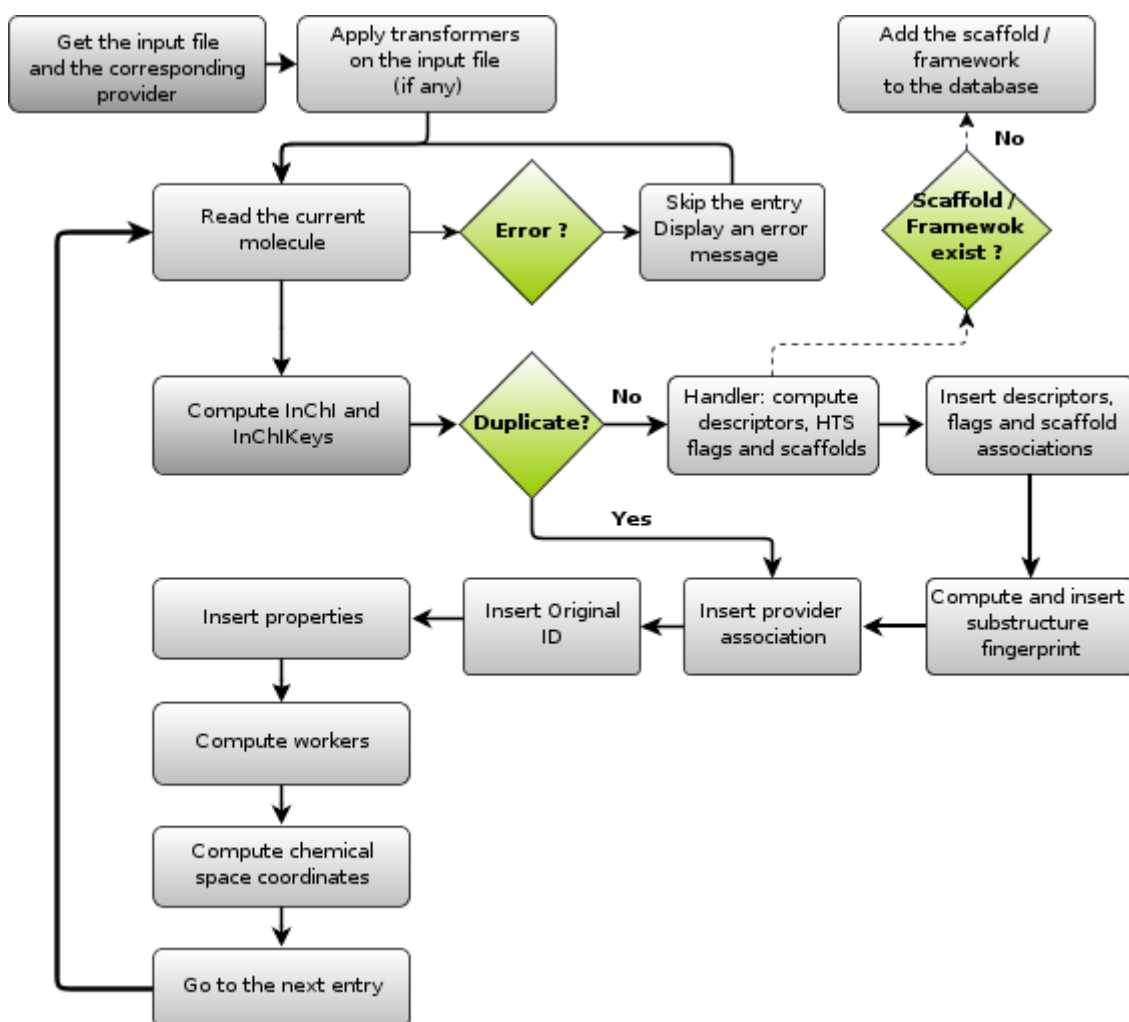 Get the input file
and the corresponding
provider
Apply transformers
on the input file
(if any)
Add the scaffold /
framework
to the database
No
Read the current
molecule
Error ?
Skip the entry
Display an error
message
Scaffold /
Framewok
exist ?
Compute InChI and
InChIKeys
Duplicate?
No
Handler: compute
descriptors, HTS
flags and scaffolds
Insert descriptors,
flags and scaffold
associations
Yes
Insert properties
Insert Original
ID
Insert provider
association
Compute and insert
substructure
fingerprint
Compute workers
Compute chemical
space coordinates
Go to the next entry